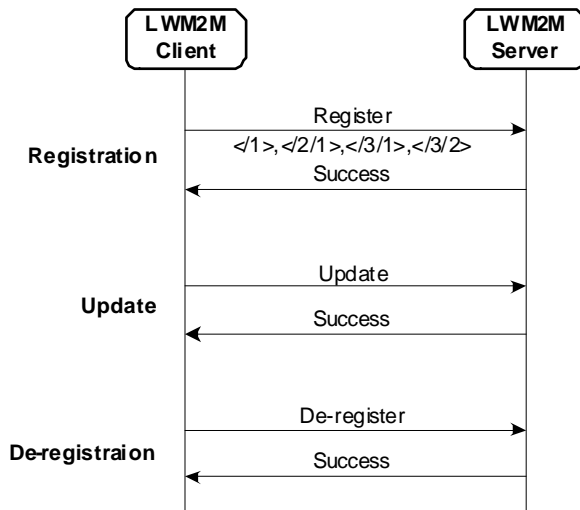 LWM2M
Client
LWM2M
Server
Register
</1>,</2/1>,</3/1>,</3/2>
Registration
Success
Update
Update
Success
De-register
De-registraion
Success